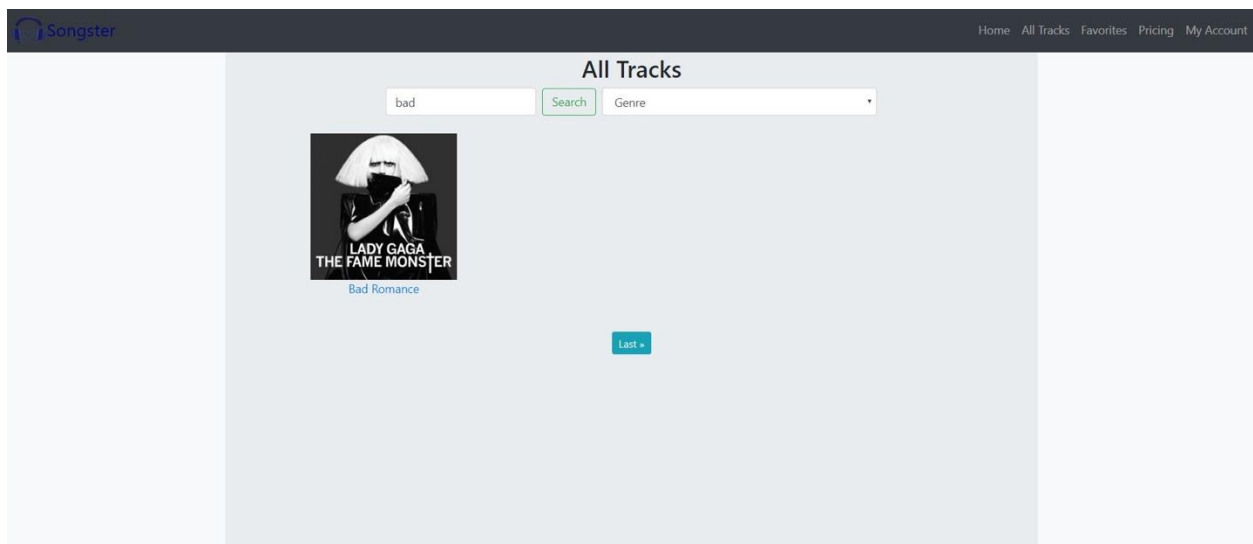 Songster
Home All Tracks Favorites Pricing My Account
All Tracks
bad Search Genre
LADY GAGA
THE FAME MONSTER
Bad Romance
Last »